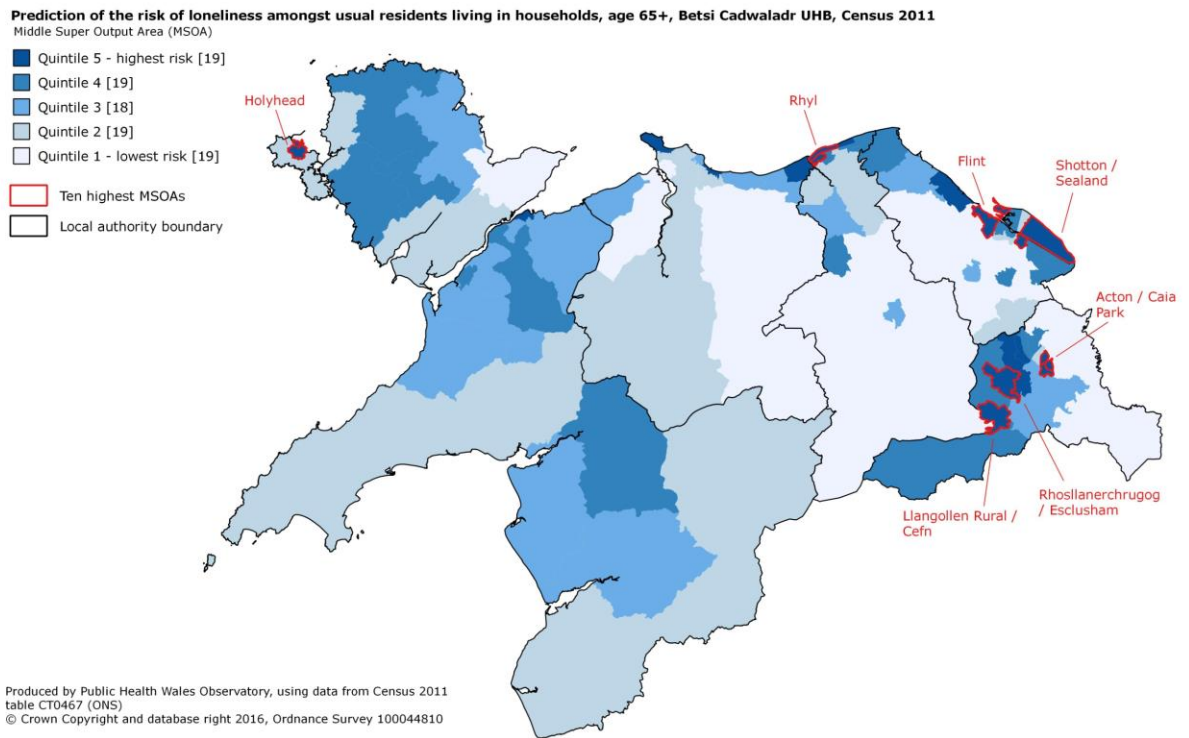 Prediction of the risk of loneliness amongst usual residents living in households, age 65+, Betsi Cadwaladr UHB, Census 2011
Middle Super Output Area (MSOA)
Quintile 5 - highest risk [19]
Quintile 4 [19]
Quintile 3 [18]
Quintile 2 [19]
Quintile 1 - lowest risk [19]
Ten highest MSOAs
Local authority boundary
Holyhead
Rhyl
Flint
Shotton /
Sealand
Acton / Caia
Park
Rhosllanerchrugog
/ Esclusham
Llangollen Rural /
Cefn
Produced by Public Health Wales Observatory, using data from Census 2011
table CT0467 (ONS)
© Crown Copyright and database right 2016, Ordnance Survey 100044810